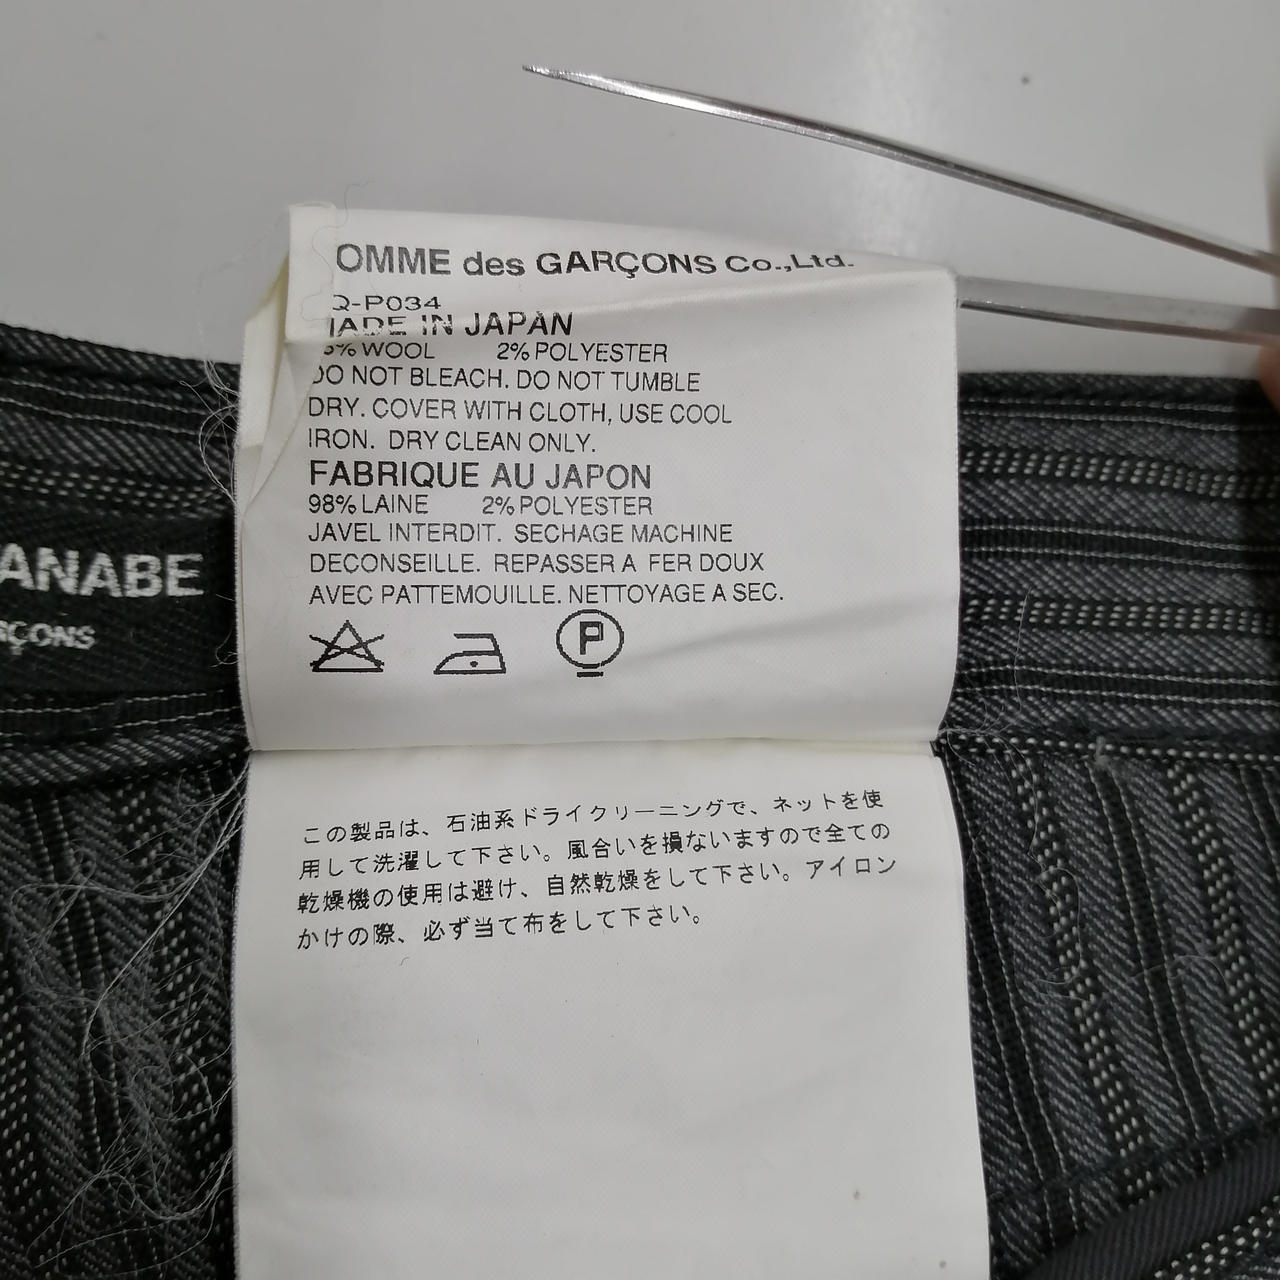 OMME des GARÇONS Co.,Ltd.
Q-P034
MADE IN JAPAN
8% WOOL 2% POLYESTER
DO NOT BLEACH. DO NOT TUMBLE
DRY. COVER WITH CLOTH, USE COOL
IRON. DRY CLEAN ONLY.
FABRIQUE AU JAPON
98% LAINE 2% POLYESTER
JAVEL INTERDIT. SECHAGE MACHINE
DECONSEILLE. REPASSER A FER DOUX
AVEC PATTEMOUILLE. NETTOYAGE A SEC.
P
この製品は、石油系ドライクリーニングで、ネットを使
用して洗濯して下さい。風合いを損ないますので全ての
乾燥機の使用は避け、自然乾燥をして下さい。アイロン
かけの際、必ず当て布をして下さい。
ANABE
RÇONS